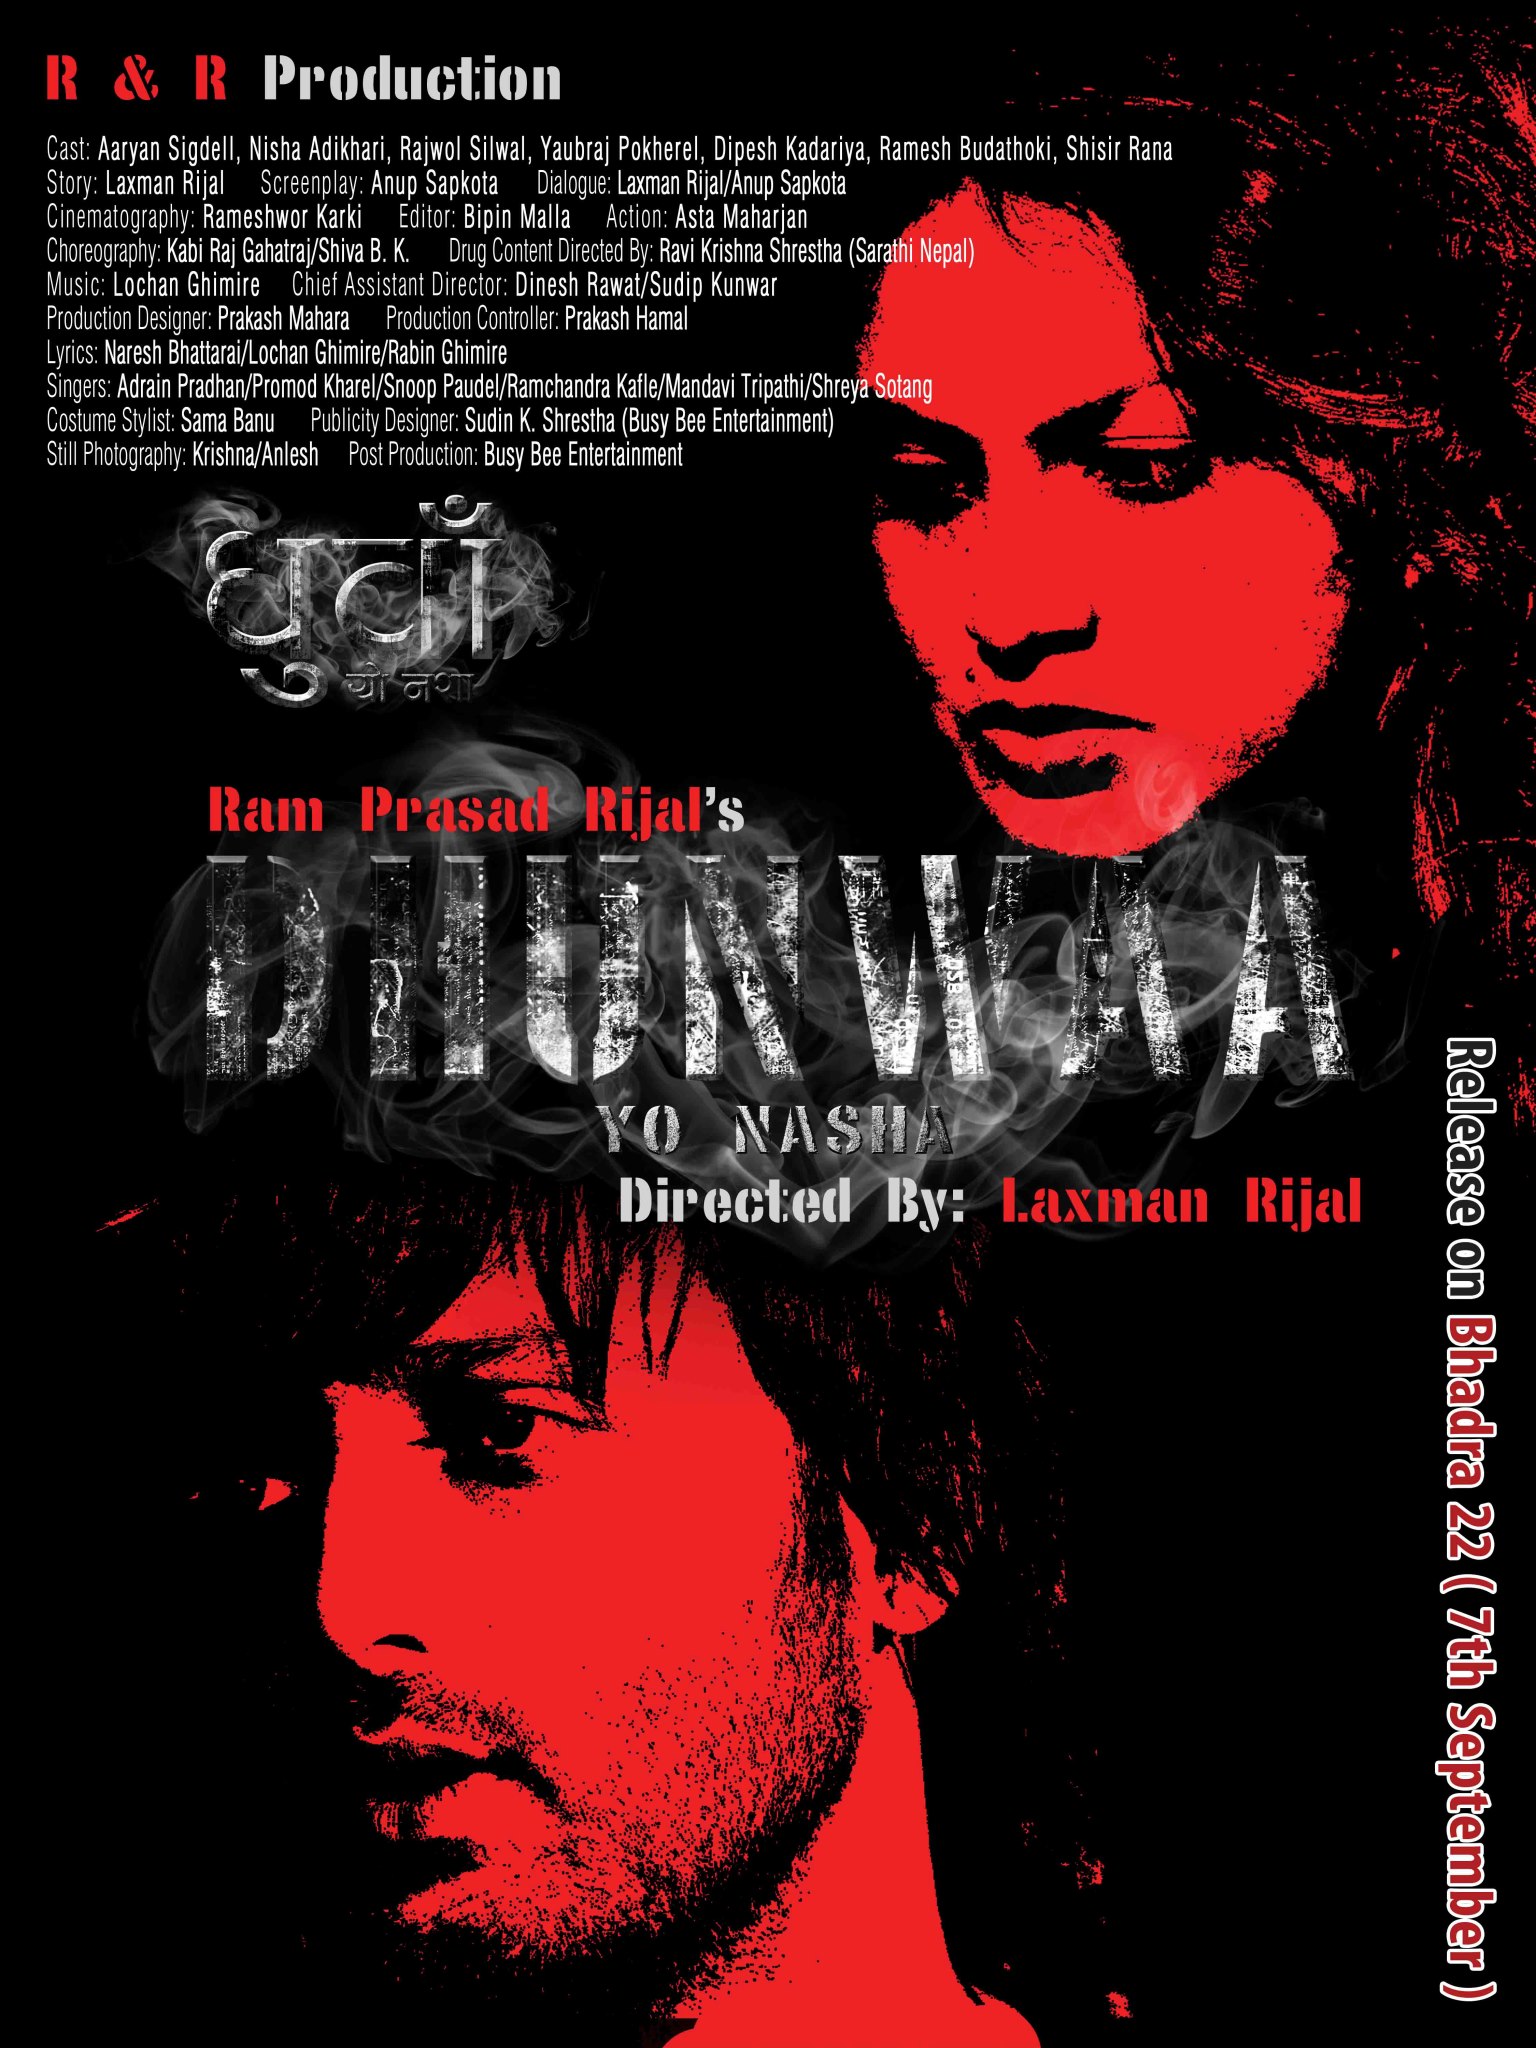 R & R Production
Cast: Aaryan Sigdell, Nisha Adikhari, Rajwol Silwal, Yaubraj Pokherel, Dipesh Kadariya, Ramesh Budathoki, Shisir Rana
Story: Laxman Rijal Screenplay: Anup Sapkota Dialogue: Laxman Rijal/Anup Sapkota
Cinematography: Rameshwor Karki Editor: Bipin Malla Action: Asta Maharjan
Choreography: Kabi Raj Gahatraj/Shiva B. K. Drug Content Directed By: Ravi Krishna Shrestha (Sarathi Nepal)
Music: Lochan Ghimire Chief Assistant Director: Dinesh Rawat/Sudip Kunwar
Production Designer: Prakash Mahara Production Controller: Prakash Hamal
Lyrics: Naresh Bhattarai/Lochan Ghimire/Rabin Ghimire
Singers: Adrain Pradhan/Promod Kharel/Snoop Paudel/Ramchandra Kafle/Mandavi Tripathi/Shreya Sotang
Costume Stylist: Sama Banu Publicity Designer: Sudin K. Shrestha (Busy Bee Entertainment)
Still Photography: Krishna/Anlesh Post Production: Busy Bee Entertainment
धुवाँ
यो नशा
Ram Prasad Rijal's
DHUNWAA
YO NASHA
Directed By: Laxman Rijal
Release on Bhadra 22 ( 7th September )